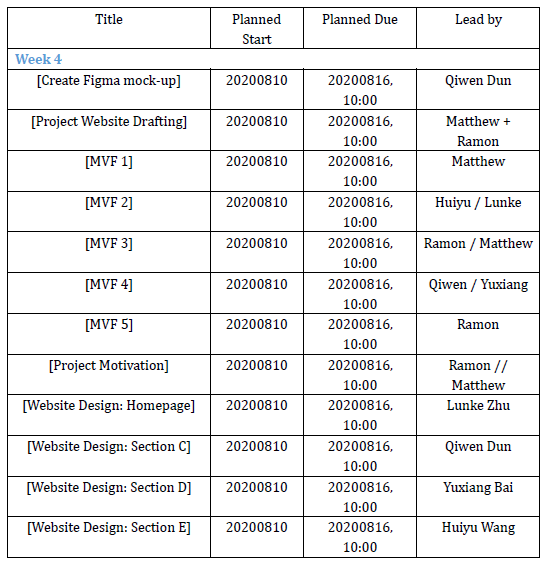 Title Planned Start Planned Due Lead by
Week 4
[Create Figma mock-up] 20200810 20200816, 10:00 Qiwen Dun
[Project Website Drafting] 20200810 20200816, 10:00 Matthew + Ramon
[MVF 1] 20200810 20200816, 10:00 Matthew
[MVF 2] 20200810 20200816, 10:00 Huiyu / Lunke
[MVF 3] 20200810 20200816, 10:00 Ramon / Matthew
[MVF 4] 20200810 20200816, 10:00 Qiwen / Yuxiang
[MVF 5] 20200810 20200816, 10:00 Ramon
[Project Motivation] 20200810 20200816, 10:00 Ramon // Matthew
[Website Design: Homepage] 20200810 20200816, 10:00 Lunke Zhu
[Website Design: Section C] 20200810 20200816, 10:00 Qiwen Dun
[Website Design: Section D] 20200810 20200816, 10:00 Yuxiang Bai
[Website Design: Section E] 20200810 20200816, 10:00 Huiyu Wang